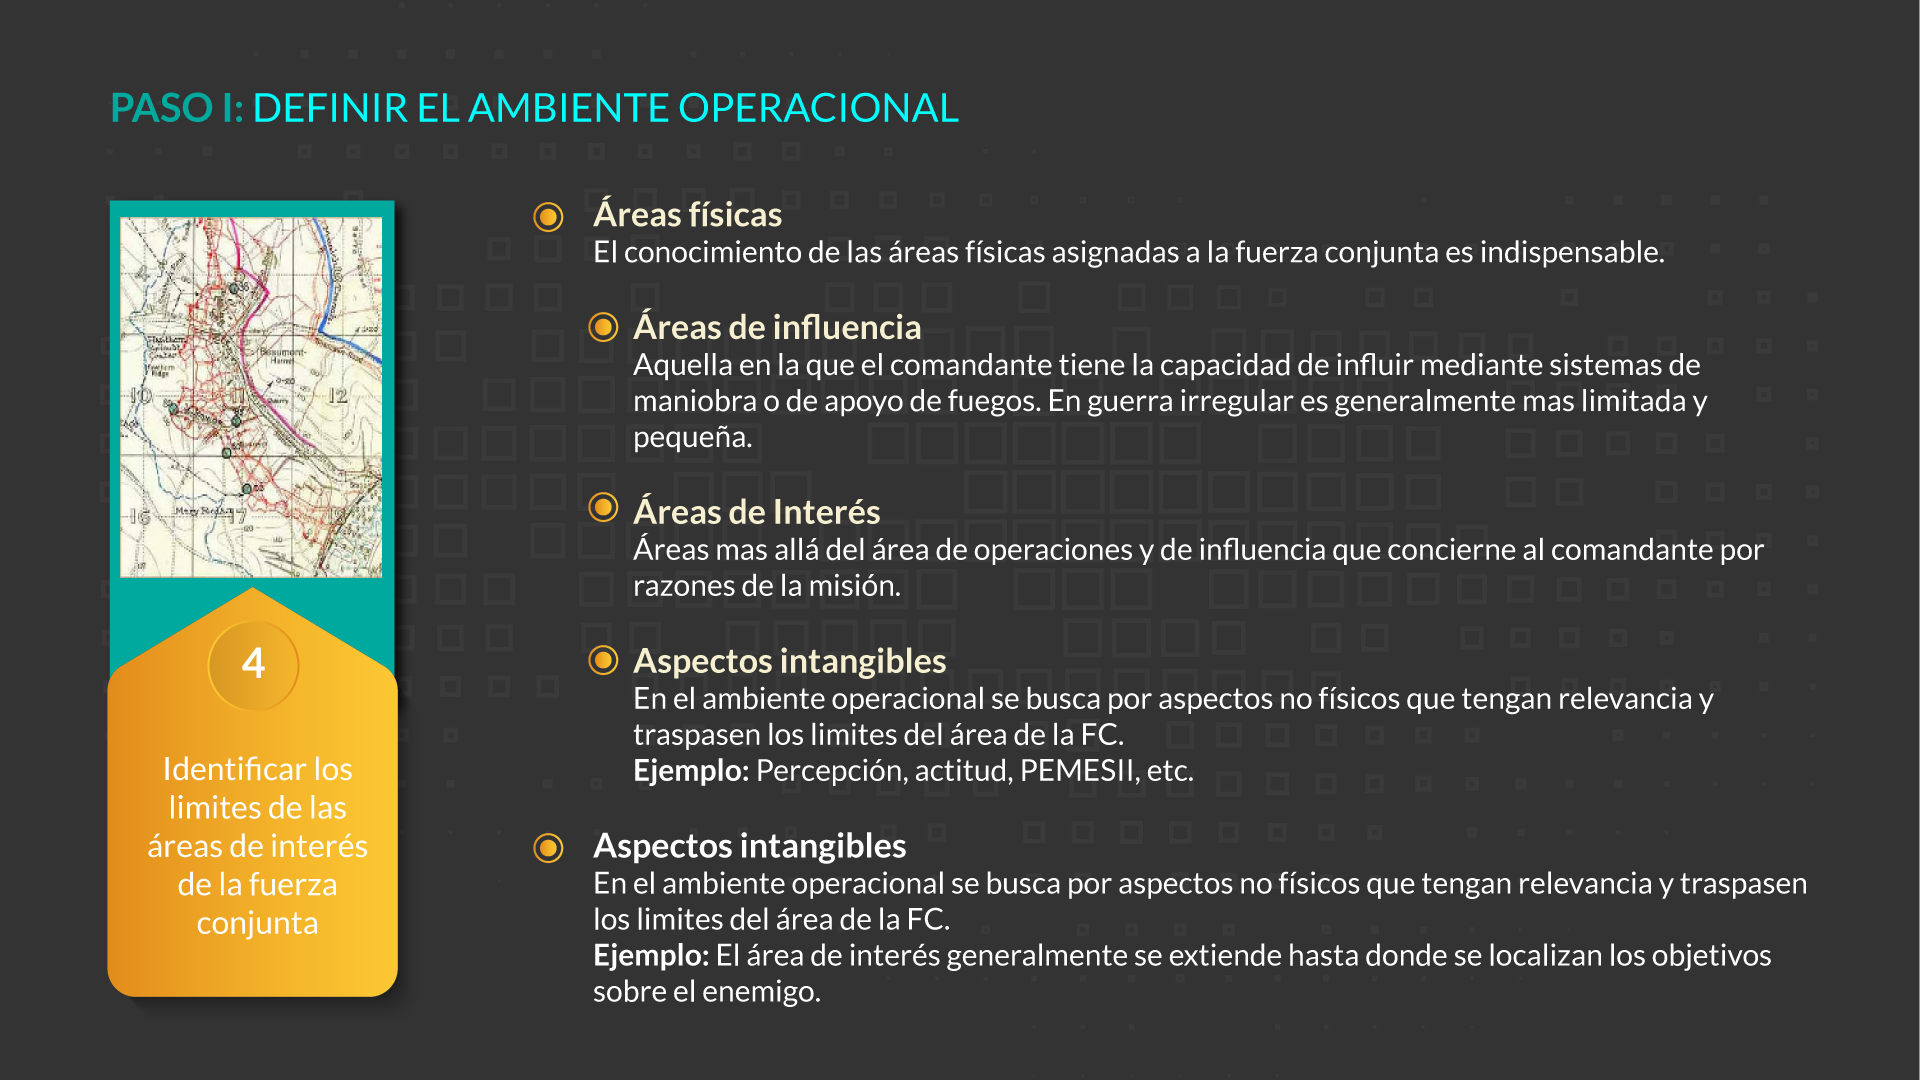 PASO I: DEFINIR EL AMBIENTE OPERACIONAL
Beaumont-
Hamel
10
11
12
16
17
4
Identificar los
limites de las
áreas de interés
de la fuerza
conjunta
Áreas físicas
El conocimiento de las áreas físicas asignadas a la fuerza conjunta es indispensable.
Áreas de influencia
Aquella en la que el comandante tiene la capacidad de influir mediante sistemas de
maniobra o de apoyo de fuegos. En guerra irregular es generalmente mas limitada y
pequeña.
Áreas de Interés
Áreas mas allá del área de operaciones y de influencia que concierne al comandante por
razones de la misión.
Aspectos intangibles
En el ambiente operacional se busca por aspectos no físicos que tengan relevancia y
traspasen los limites del área de la FC.
Ejemplo: Percepción, actitud, PEMESII, etc.
Aspectos intangibles
En el ambiente operacional se busca por aspectos no físicos que tengan relevancia y traspasen
los limites del área de la FC.
Ejemplo: El área de interés generalmente se extiende hasta donde se localizan los objetivos
sobre el enemigo.